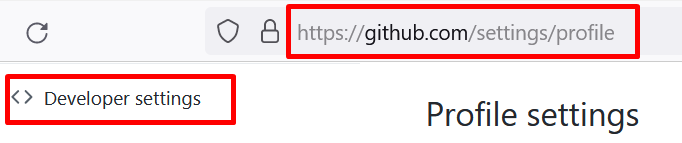 https://github.com/settings/profile
Developer settings
Profile settings